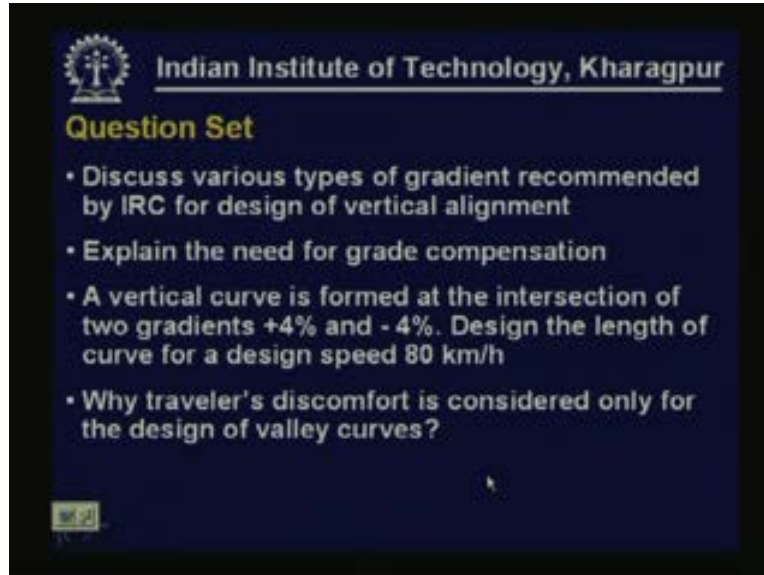 Indian Institute of Technology, Kharagpur
Question Set
• Discuss various types of gradient recommended
by IRC for design of vertical alignment
• Explain the need for grade compensation
• A vertical curve is formed at the intersection of
two gradients +4% and - 4%. Design the length of
curve for a design speed 80 km/h
• Why traveler's discomfort is considered only for
the design of valley curves?